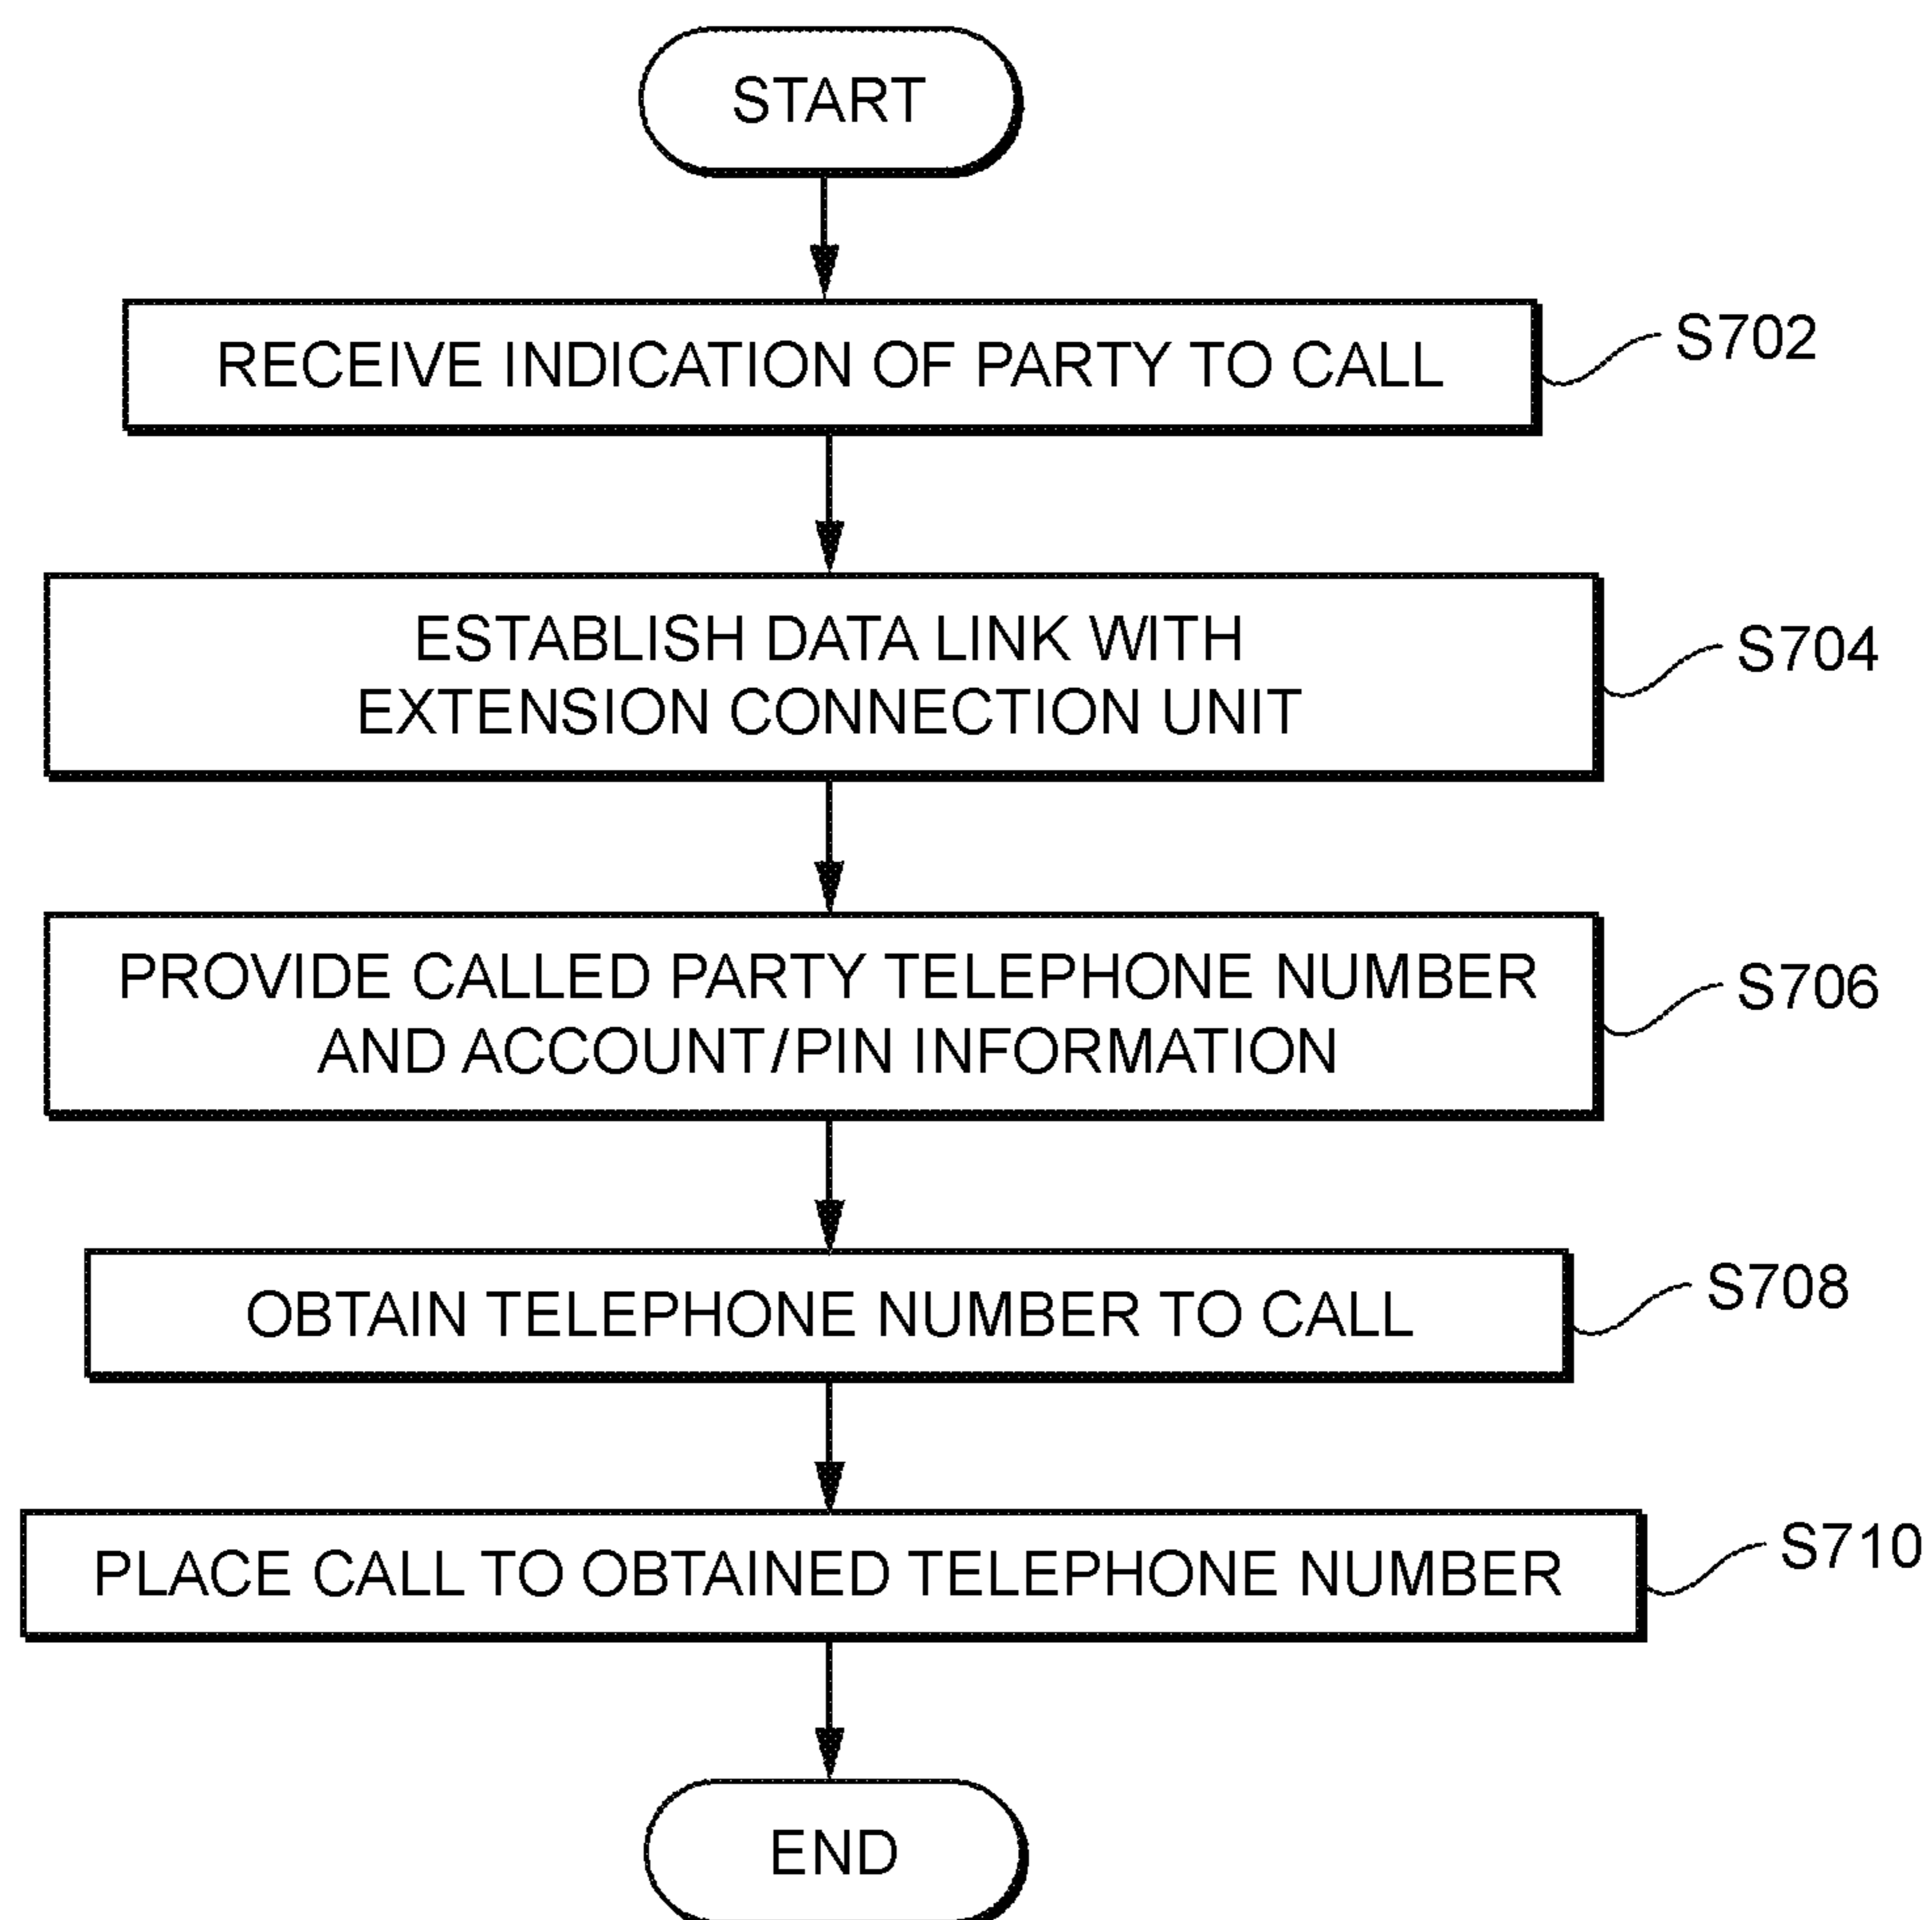 START
RECEIVE INDICATION OF PARTY TO CALL
S702
ESTABLISH DATA LINK WITH
EXTENSION CONNECTION UNIT
S704
PROVIDE CALLED PARTY TELEPHONE NUMBER
AND ACCOUNT/PIN INFORMATION
S706
OBTAIN TELEPHONE NUMBER TO CALL
S708
PLACE CALL TO OBTAINED TELEPHONE NUMBER
S710
END